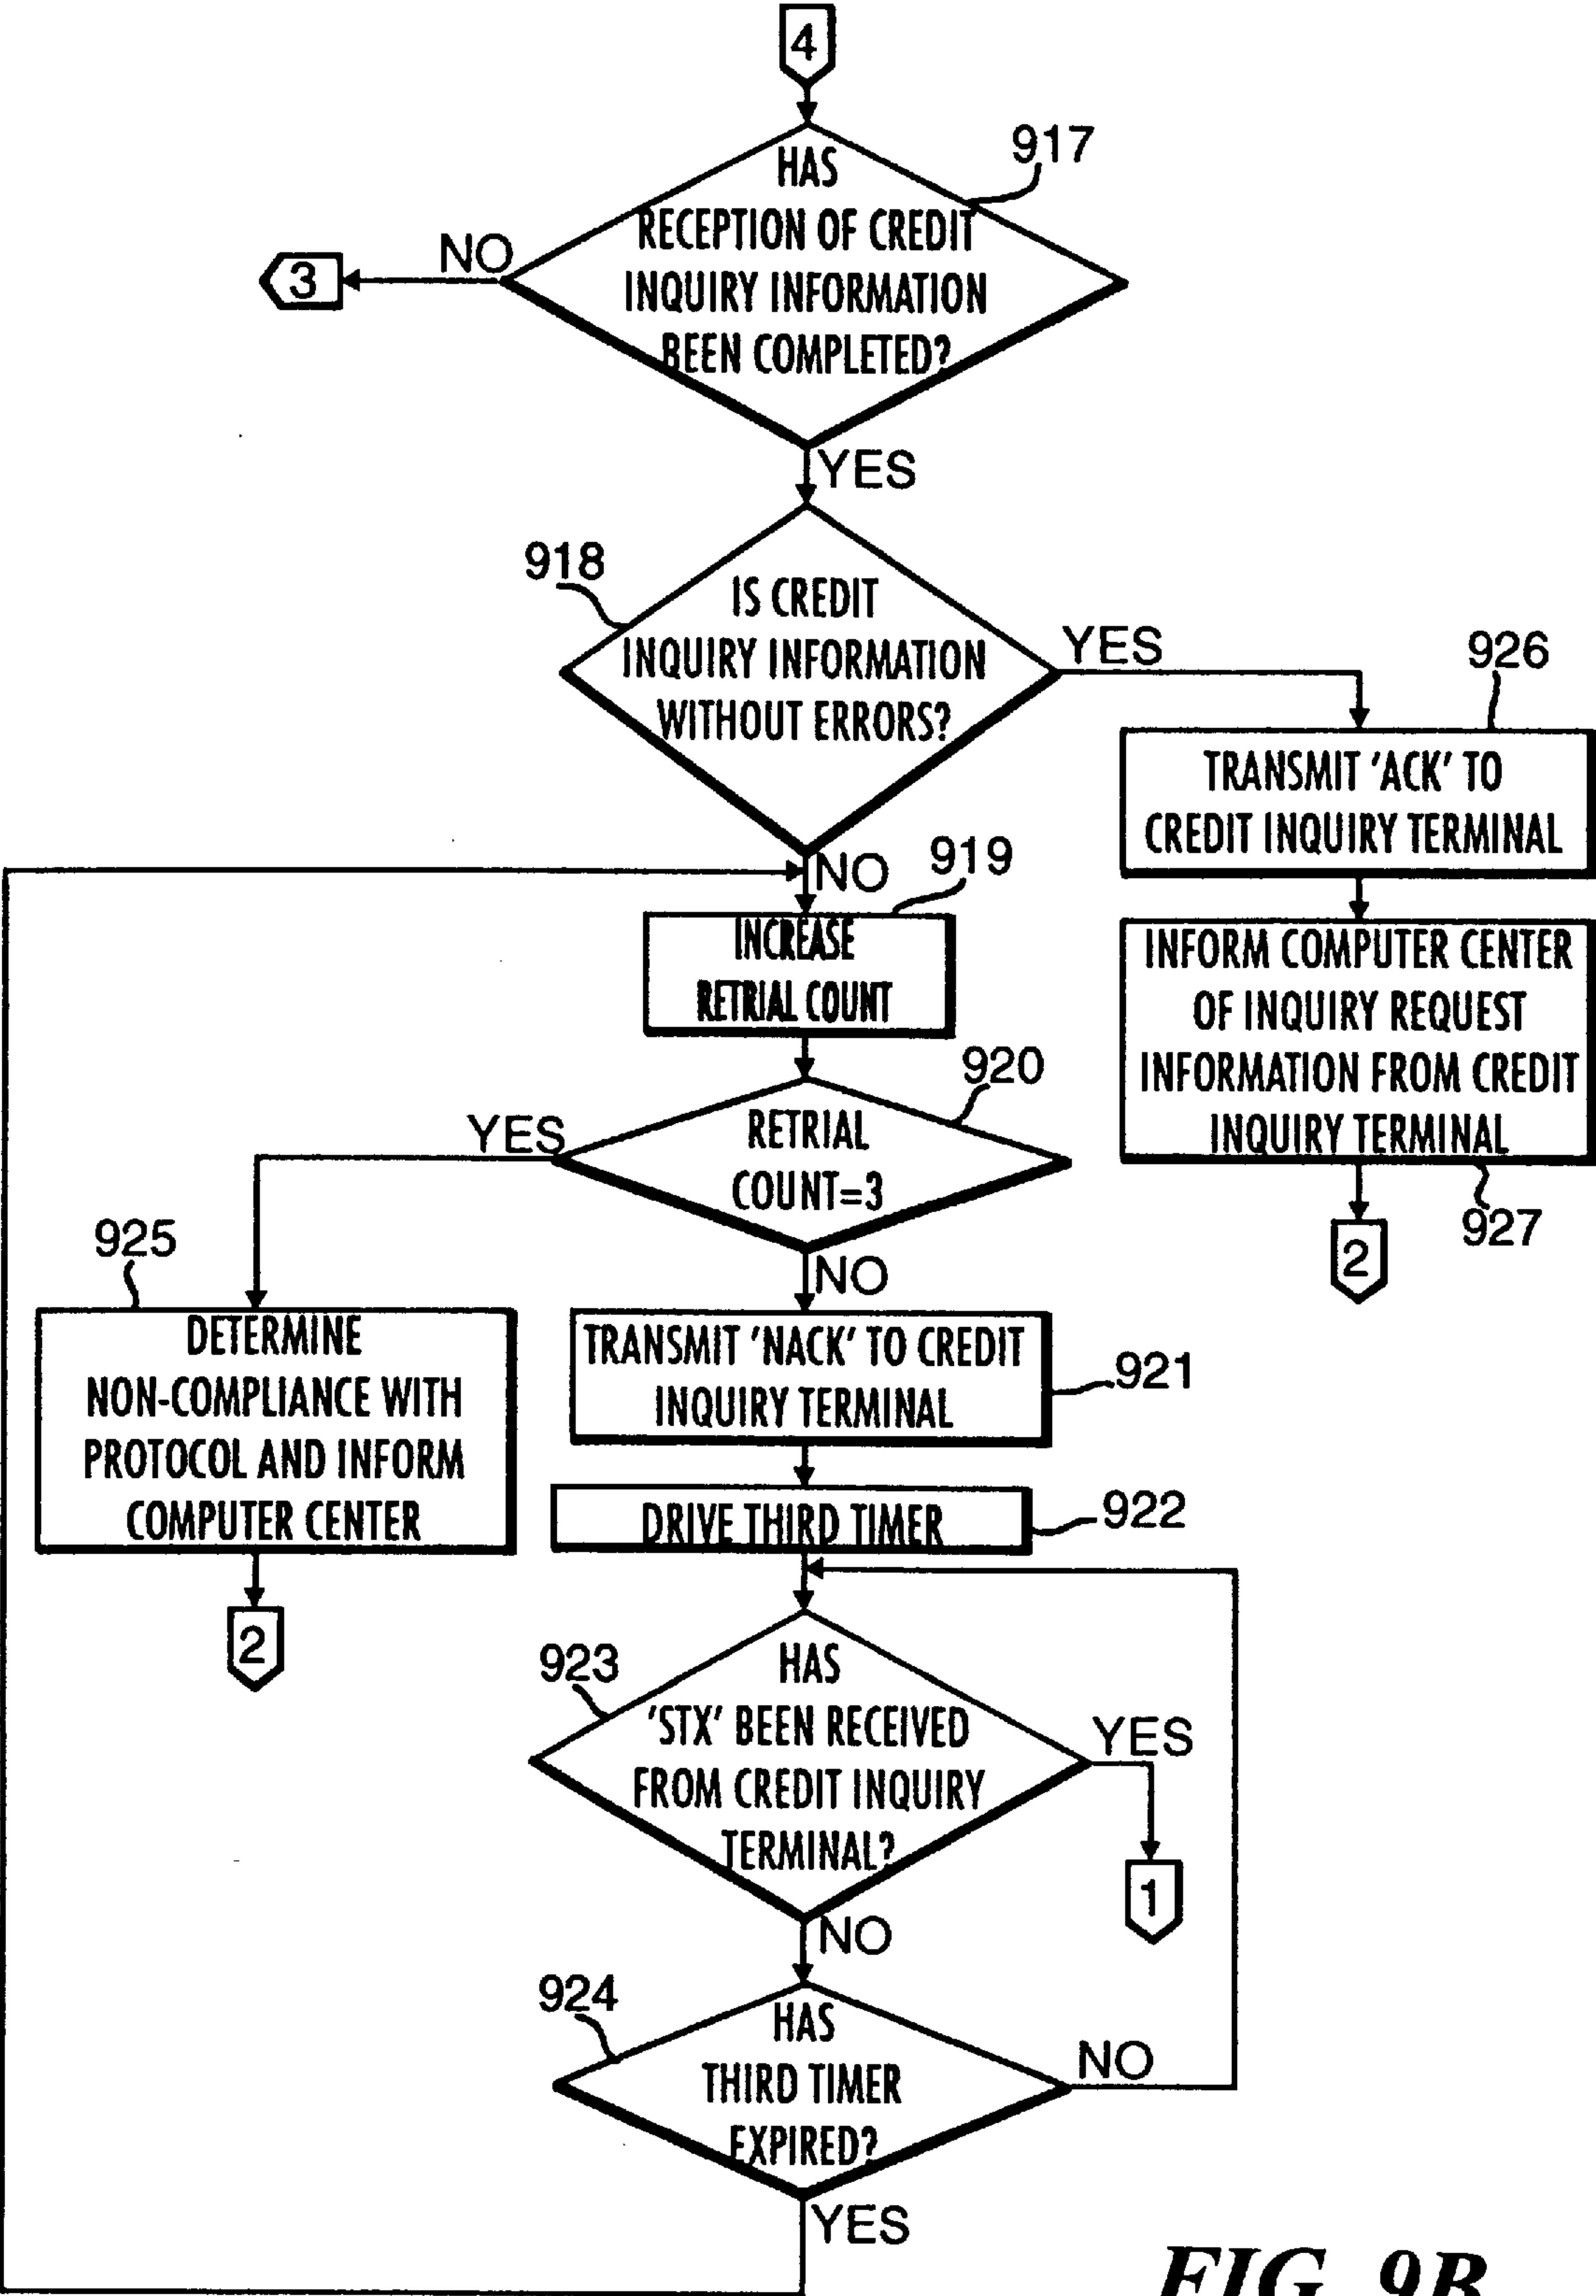 4
917
HAS
RECEPTION OF CREDIT
INQUIRY INFORMATION
BEEN COMPLETED?
NO
3
YES
918
IS CREDIT
INQUIRY INFORMATION
WITHOUT ERRORS?
YES
926
TRANSMIT 'ACK' TO
CREDIT INQUIRY TERMINAL
INFORM COMPUTER CENTER
OF INQUIRY REQUEST
INFORMATION FROM CREDIT
INQUIRY TERMINAL
927
2
NO
919
INCREASE
RETRIAL COUNT
920
RETRIAL
COUNT=3
YES
925
DETERMINE
NON-COMPLIANCE WITH
PROTOCOL AND INFORM
COMPUTER CENTER
2
NO
TRANSMIT 'NACK' TO CREDIT
INQUIRY TERMINAL
921
DRIVE THIRD TIMER
922
923
HAS
'STX' BEEN RECEIVED
FROM CREDIT INQUIRY
TERMINAL?
YES
1
NO
924
HAS
THIRD TIMER
EXPIRED?
NO
YES
FIG. 9B